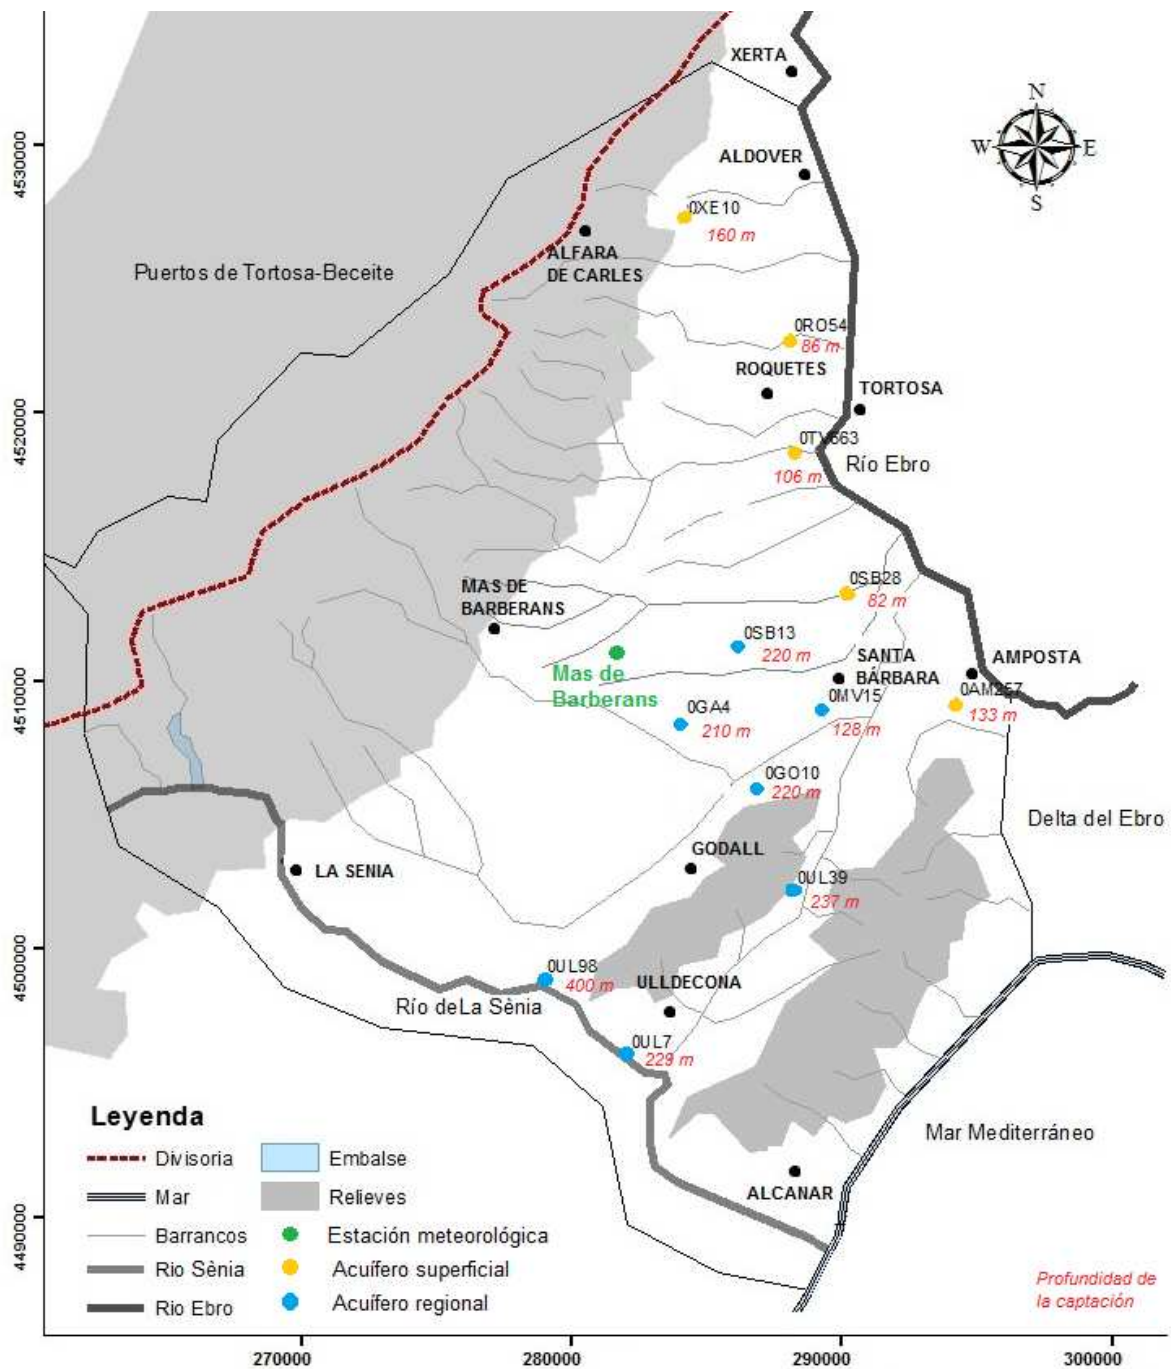 XERTA
N
4530000
ALDOVER
W
E
S
0XE10
160 m
Puertos de Tortosa-Beceite
ALFARA
DE CARLES
0RO54
86 m
ROQUETES
TORTOSA
4520000
0TV663
Río Ebro
106 m
MAS DE
BARBERANS
0SB28
82 m
0SB13
220 m
SANTA
BÁRBARA
AMPOSTA
Mas de
Barberans
4510000
0MV15
128 m
0AM257
133 m
0GA4
210 m
0GO10
220 m
Delta del Ebro
GODALL
LA SENIA
0UL39
237 m
4500000
0UL98
400 m
ULLDECONA
Río deLa Sènia
0UL7
229 m
Leyenda
Mar Mediterráneo
Divisoria
Embalse
Mar
Relieves
ALCANAR
4490000
Barrancos
Estación meteorológica
Rio Sènia
Acuífero superficial
Rio Ebro
Acuífero regional
Profundidad de
la captación
270000
280000
290000
300000